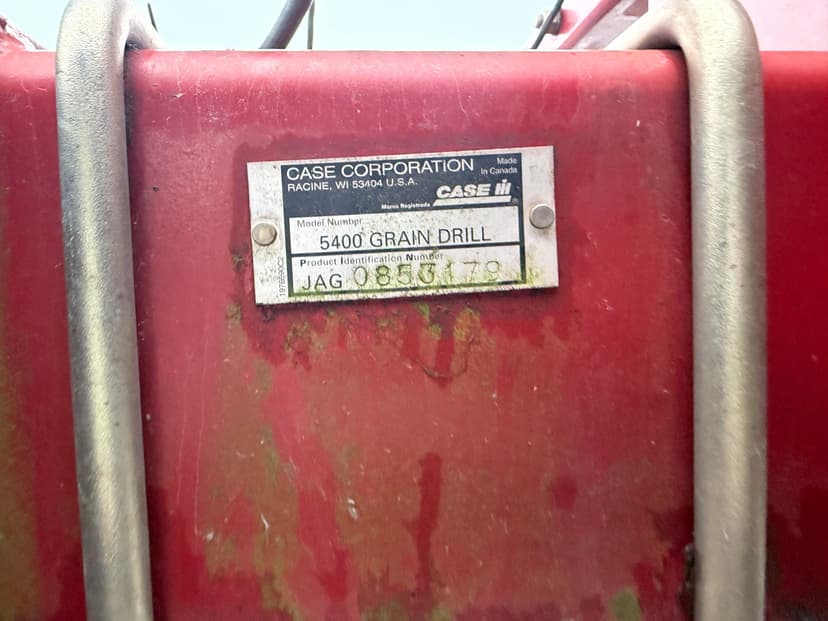 CASE CORPORATION
RACINE, WI 53404 U.S.A.
Made
In Canada
CASE IH
Marca Registrada
®
Model Number
5400 GRAIN DRILL
Product Identification Number
JAG 0853179